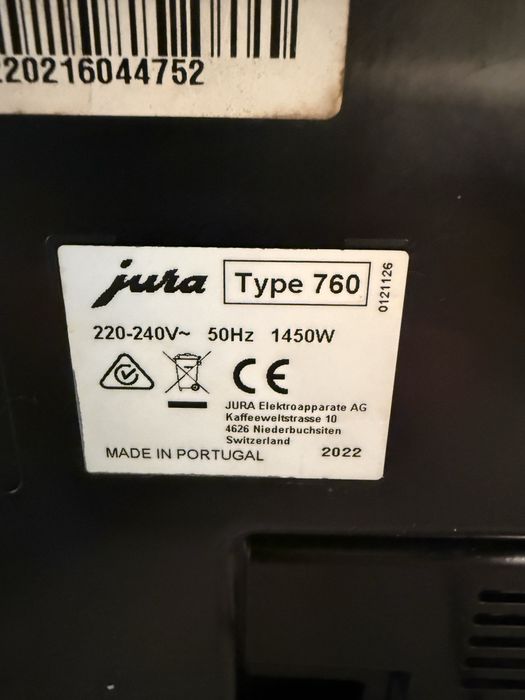 20216044752
jura Type 760
0121126
220-240V~ 50Hz 1450W
CE
JURA Elektroapparate AG
Kaffeeweltstrasse 10
4626 Niederbuchsiten
Switzerland
MADE IN PORTUGAL 2022